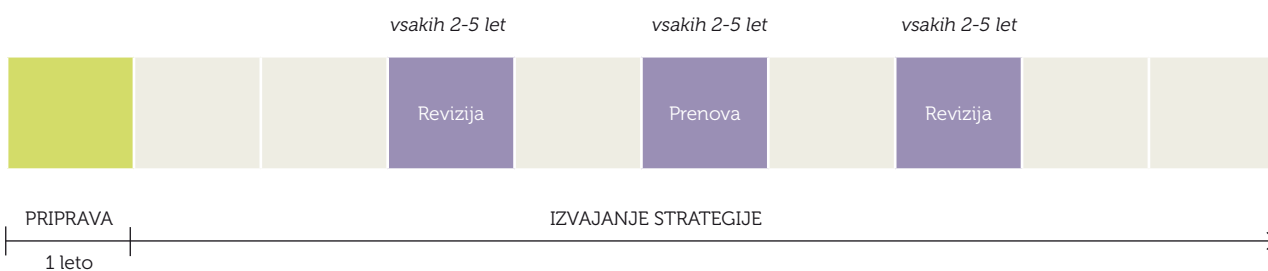 vsakih 2-5 let
vsakih 2-5 let
vsakih 2-5 let
Revizija
Prenova
Revizija
PRIPRAVA
IZVAJANJE STRATEGIJE
1 leto